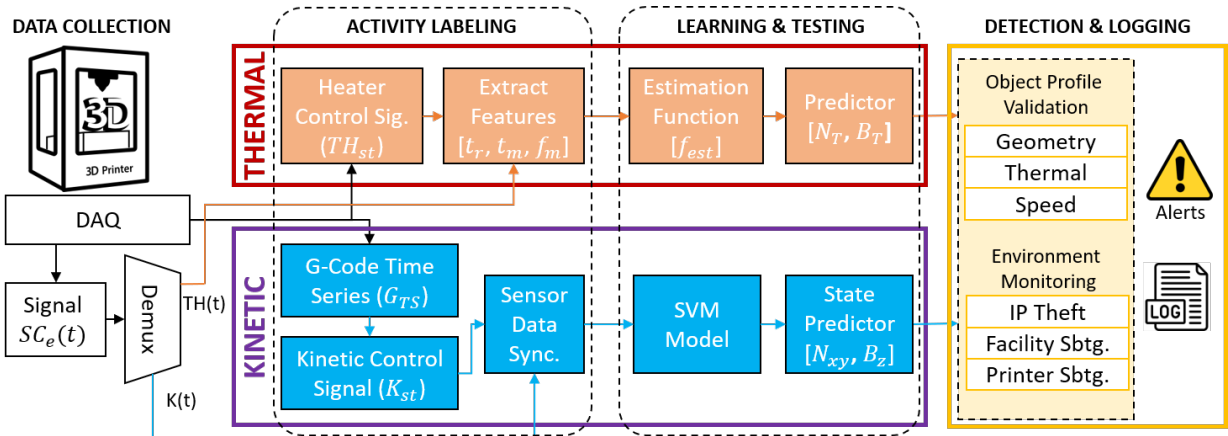 DATA COLLECTION
ACTIVITY LABELING
LEARNING & TESTING
DETECTION & LOGGING
3D
3D Printer
DAQ
Signal
SC_e(t)
Demux
TH(t)
K(t)
THERMAL
Heater
Control Sig.
(TH_st)
Extract
Features
[t_r, t_m, f_m]
Estimation
Function
[f_est]
Predictor
[N_T, B_T]
KINETIC
G-Code Time
Series (G_TS)
Kinetic Control
Signal (K_st)
Sensor
Data
Sync.
SVM
Model
State
Predictor
[N_xy, B_z]
Object Profile
Validation
Geometry
Thermal
Speed
Environment
Monitoring
IP Theft
Facility Sbtg.
Printer Sbtg.
Alerts
LOG